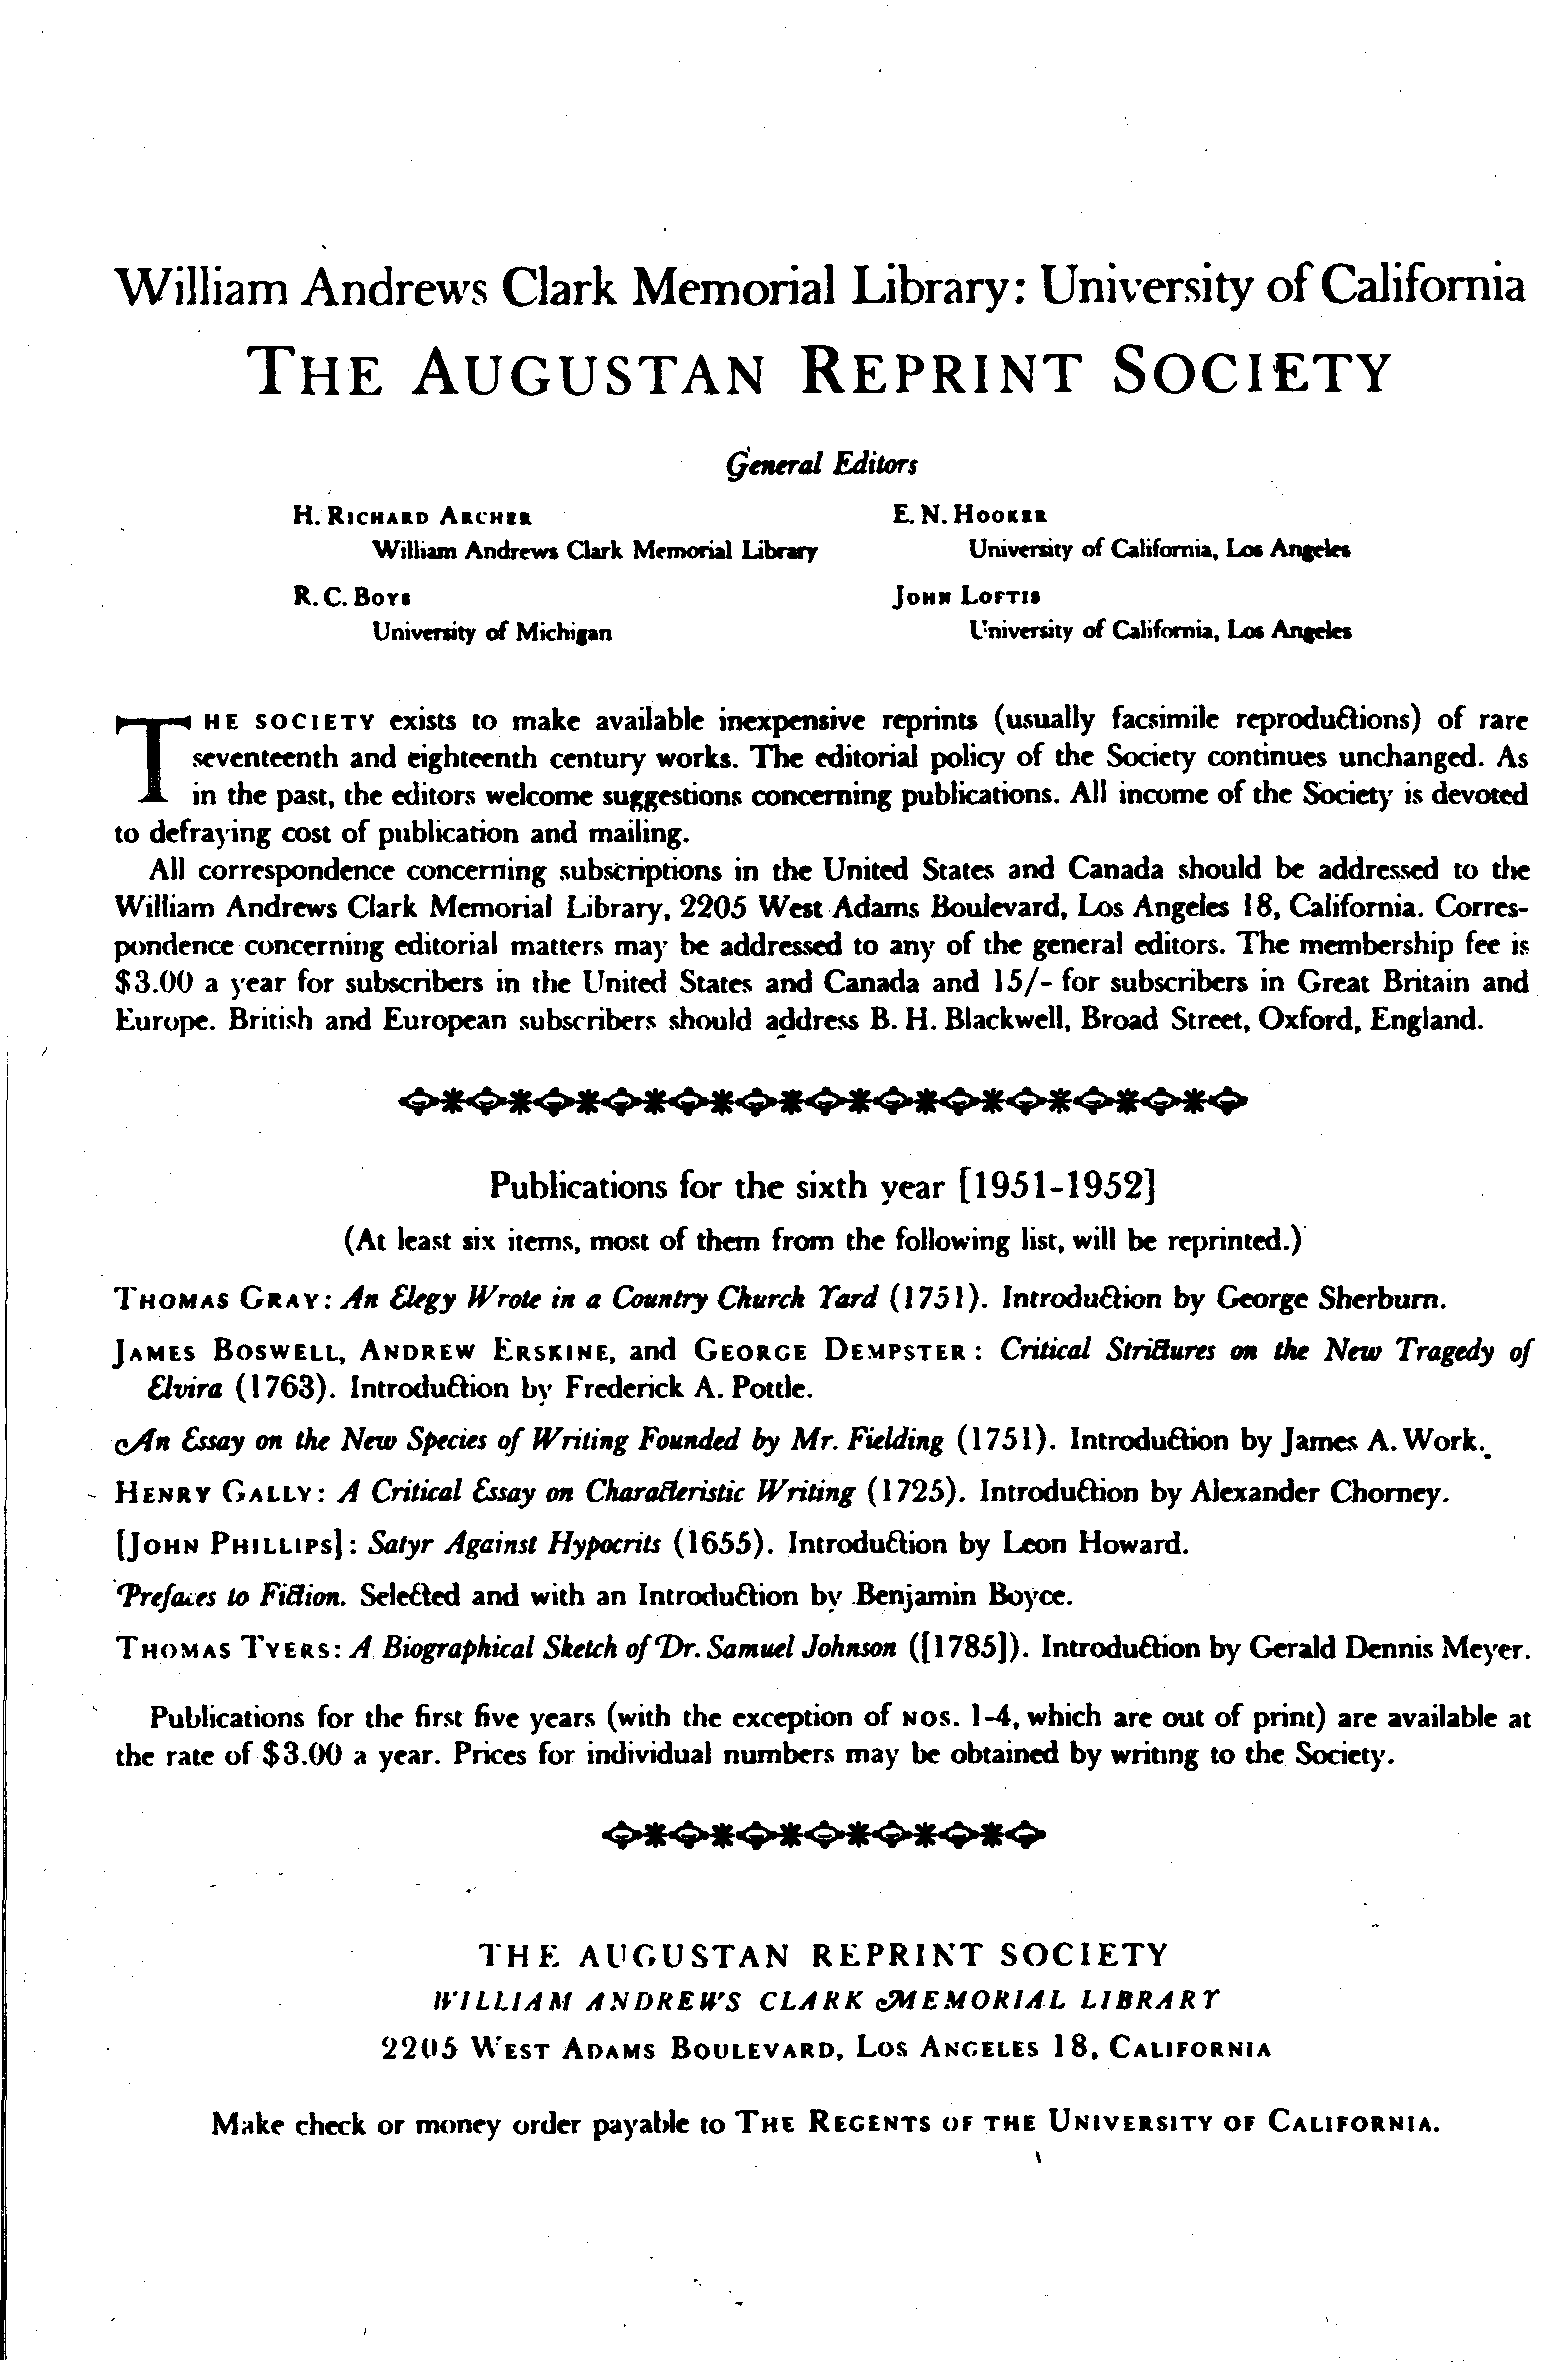 William Andrews Clark Memorial Library: University of California
THE AUGUSTAN REPRINT SOCIETY
General Editors
H. RICHARD ARCHER
William Andrews Clark Memorial Library
E. N. HOOKER
University of California, Los Angeles
R. C. BOYS
University of Michigan
JOHN LOFTIS
University of California, Los Angeles
THE SOCIETY exists to make available inexpensive reprints (usually facsimile reproductions) of rare
seventeenth and eighteenth century works. The editorial policy of the Society continues unchanged. As
in the past, the editors welcome suggestions concerning publications. All income of the Society is devoted
to defraying cost of publication and mailing.
All correspondence concerning subscriptions in the United States and Canada should be addressed to the
William Andrews Clark Memorial Library, 2205 West Adams Boulevard, Los Angeles 18, California. Corres-
pondence concerning editorial matters may be addressed to any of the general editors. The membership fee is
$3.00 a year for subscribers in the United States and Canada and 15/- for subscribers in Great Britain and
Europe. British and European subscribers should address B. H. Blackwell, Broad Street, Oxford, England.
Publications for the sixth year [1951-1952]
(At least six items, most of them from the following list, will be reprinted.)
THOMAS GRAY: An Elegy Wrote in a Country Church Yard (1751). Introduction by George Sherburn.
JAMES BOSWELL, ANDREW ERSKINE, and GEORGE DEMPSTER: Critical Strictures on the New Tragedy of
Elvira (1763). Introduction by Frederick A. Pottle.
An Essay on the New Species of Writing Founded by Mr. Fielding (1751). Introduction by James A. Work.
HENRY GALLY: A Critical Essay on Characteristic Writing (1725). Introduction by Alexander Chorney.
[JOHN PHILLIPS]: Satyr Against Hypocrits (1655). Introduction by Leon Howard.
Prefaces to Fiction. Selected and with an Introduction by Benjamin Boyce.
THOMAS TYERS: A Biographical Sketch of Dr. Samuel Johnson ([1785]). Introduction by Gerald Dennis Meyer.
Publications for the first five years (with the exception of NOS. 1-4, which are out of print) are available at
the rate of $3.00 a year. Prices for individual numbers may be obtained by writing to the Society.
THE AUGUSTAN REPRINT SOCIETY
WILLIAM ANDREWS CLARK MEMORIAL LIBRARY
2205 WEST ADAMS BOULEVARD, LOS ANGELES 18, CALIFORNIA
Make check or money order payable to THE REGENTS OF THE UNIVERSITY OF CALIFORNIA.